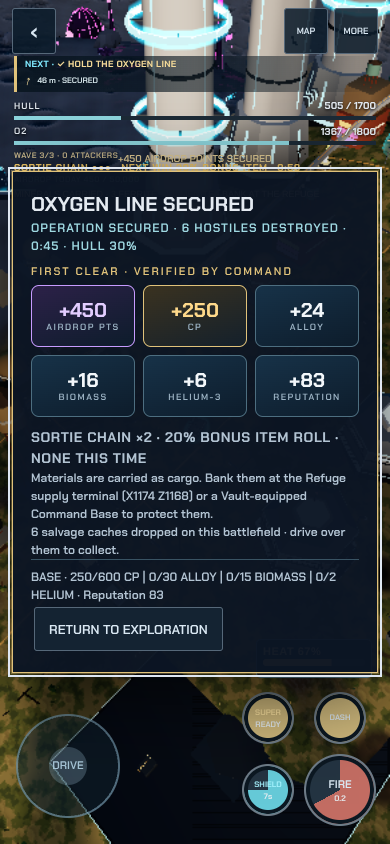 ‹
MAP
MORE
NEXT · ✓ HOLD THE OXYGEN LINE
↑ 46 m · SECURED
HULL
505 / 1700
O2
1367 / 1800
WAVE 3/3 · 0 ATTACKERS
+450 AIRDROP POINTS SECURED
SORTIE CHAIN
NEXT
BONUS ITEM
OXYGEN LINE SECURED
OPERATION SECURED · 6 HOSTILES DESTROYED ·
0:45 · HULL 30%
FIRST CLEAR · VERIFIED BY COMMAND
+450
AIRDROP PTS
+250
CP
+24
ALLOY
+16
BIOMASS
+6
HELIUM-3
+83
REPUTATION
SORTIE CHAIN ×2 · 20% BONUS ITEM ROLL ·
NONE THIS TIME
Materials are carried as cargo. Bank them at the Refuge
supply terminal (X1174 Z1168) or a Vault-equipped
Command Base to protect them.
6 salvage caches dropped on this battlefield · drive over
them to collect.
BASE · 250/600 CP | 0/30 ALLOY | 0/15 BIOMASS | 0/2
HELIUM · Reputation 83
RETURN TO EXPLORATION
SUPER
READY
DASH
DRIVE
SHIELD
7s
FIRE
0.2